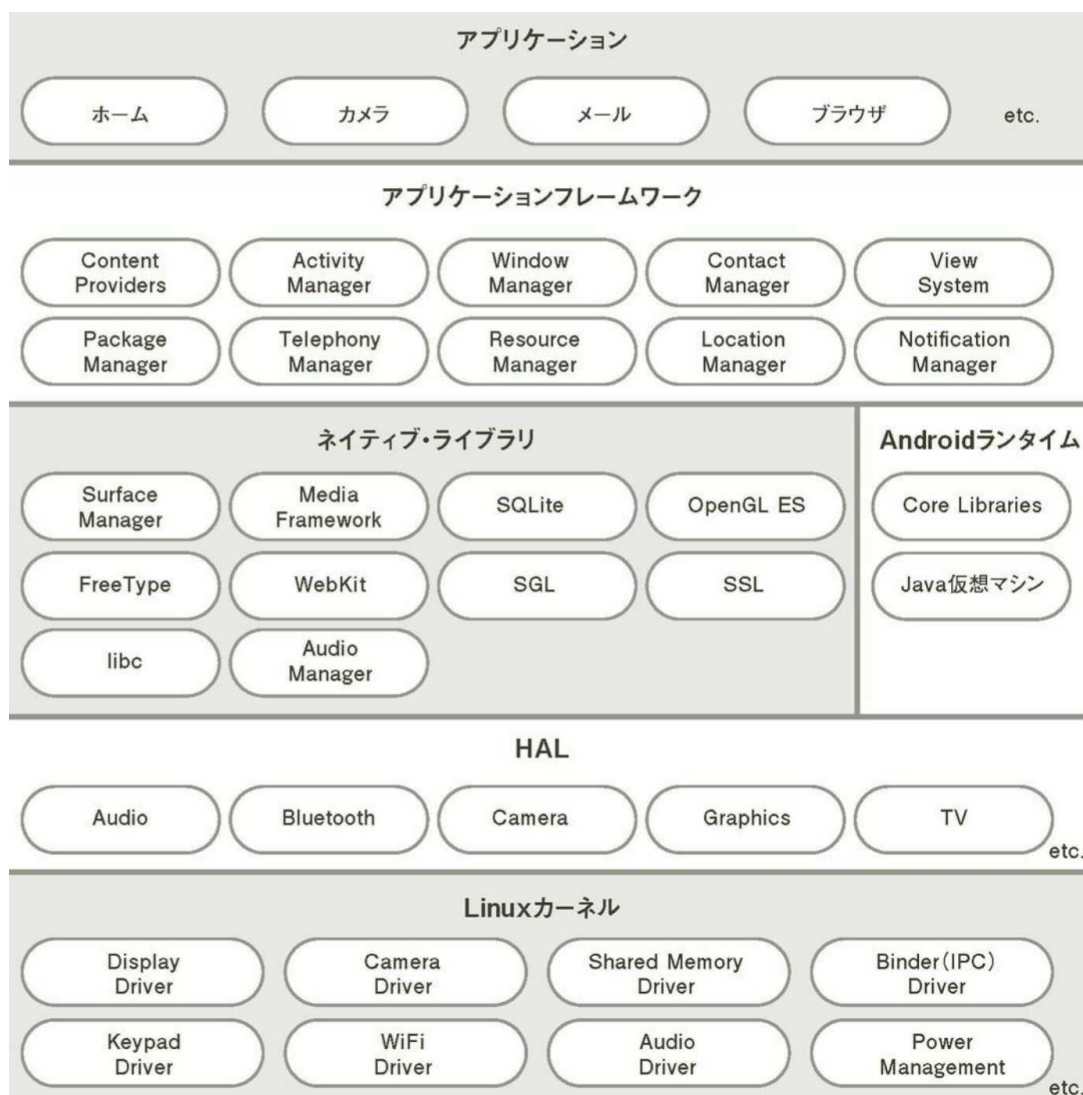 アプリケーション
ホーム
カメラ
メール
ブラウザ
etc.
アプリケーションフレームワーク
Content
Providers
Activity
Manager
Window
Manager
Contact
Manager
View
System
Package
Manager
Telephony
Manager
Resource
Manager
Location
Manager
Notification
Manager
ネイティブ・ライブラリ
Surface
Manager
Media
Framework
SQLite
OpenGL ES
FreeType
WebKit
SGL
SSL
libc
Audio
Manager
Androidランタイム
Core Libraries
Java仮想マシン
HAL
Audio
Bluetooth
Camera
Graphics
TV
etc.
Linuxカーネル
Display
Driver
Camera
Driver
Shared Memory
Driver
Binder(IPC)
Driver
Keypad
Driver
WiFi
Driver
Audio
Driver
Power
Management
etc.